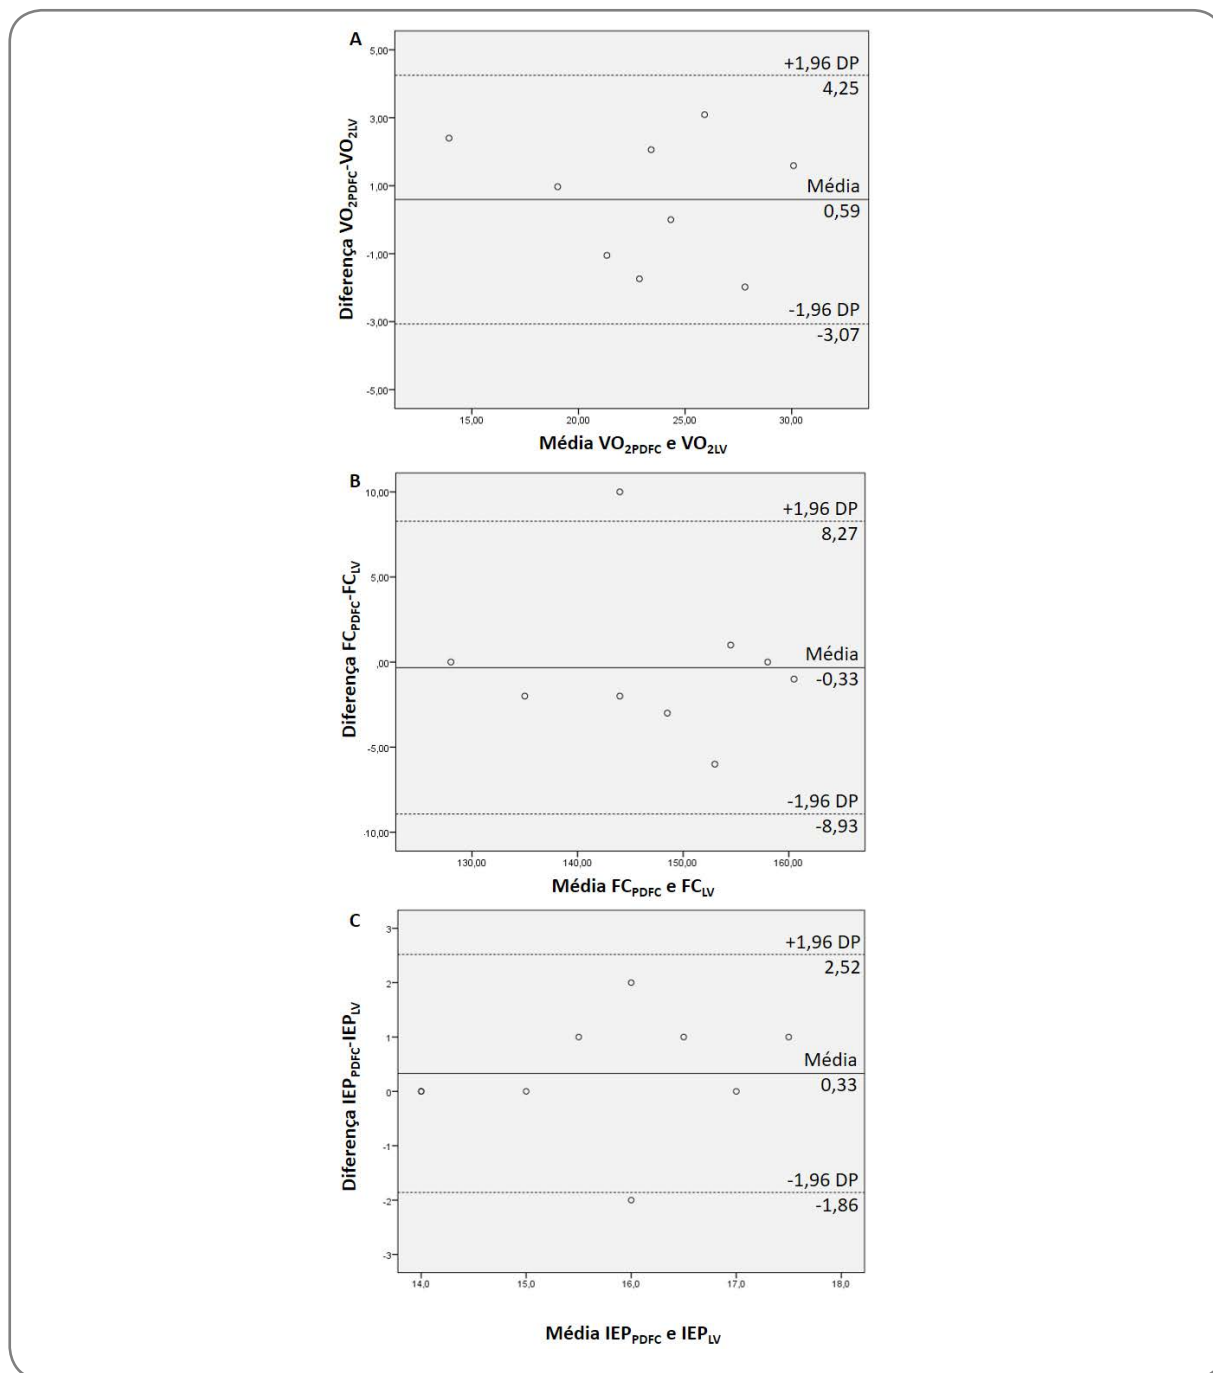 A
5,00
3,00
1,00
-1,00
-3,00
-5,00
Diferença VO2PDFC-VO2LV
+1,96 DP
4,25
Média
0,59
-1,96 DP
-3,07
15,00 20,00 25,00 30,00
Média VO2PDFC e VO2LV
B
10,00
5,00
,00
-5,00
-10,00
Diferença FCPDFC-FCLV
+1,96 DP
8,27
Média
-0,33
-1,96 DP
-8,93
130,00 140,00 150,00 160,00
Média FCPDFC e FCLV
C
3
2
1
0
-1
-2
-3
Diferença IEPPDFC-IEPLV
+1,96 DP
2,52
Média
0,33
-1,96 DP
-1,86
14,0 15,0 16,0 17,0 18,0
Média IEPPDFC e IEPLV